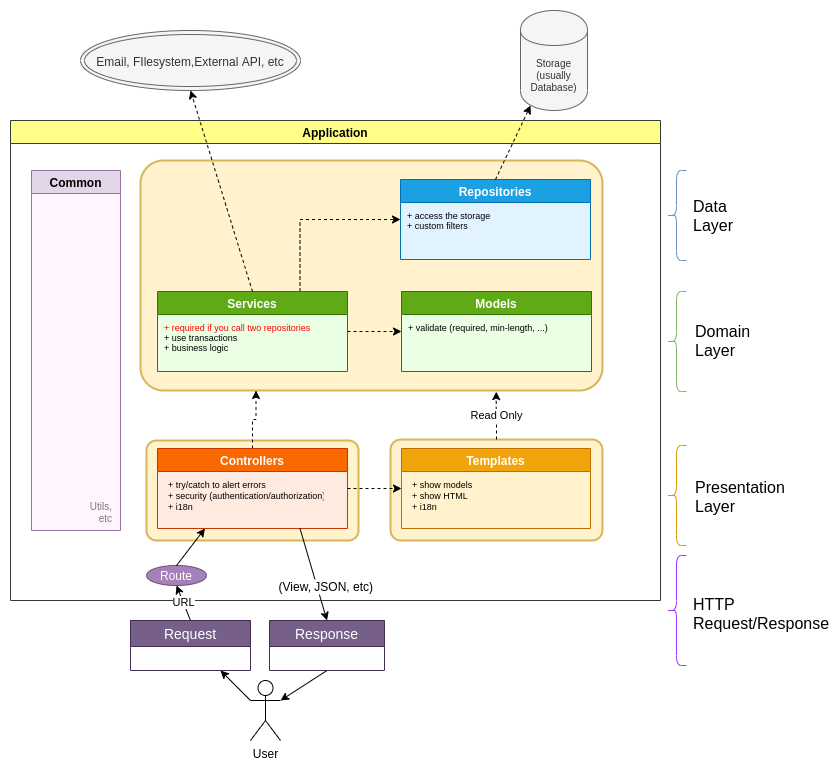 Email, FIlesystem,External API, etc
Storage
(usually
Database)
Application
Common
Utils,
etc
Repositories
+ access the storage
+ custom filters
Services
+ required if you call two repositories
+ use transactions
+ business logic
Models
+ validate (required, min-length, ...)
Read Only
Controllers
+ try/catch to alert errors
+ security (authentication/authorization)
+ i18n
Templates
+ show models
+ show HTML
+ i18n
Route
URL
(View, JSON, etc)
Request
Response
User
Data
Layer
Domain
Layer
Presentation
Layer
HTTP
Request/Response